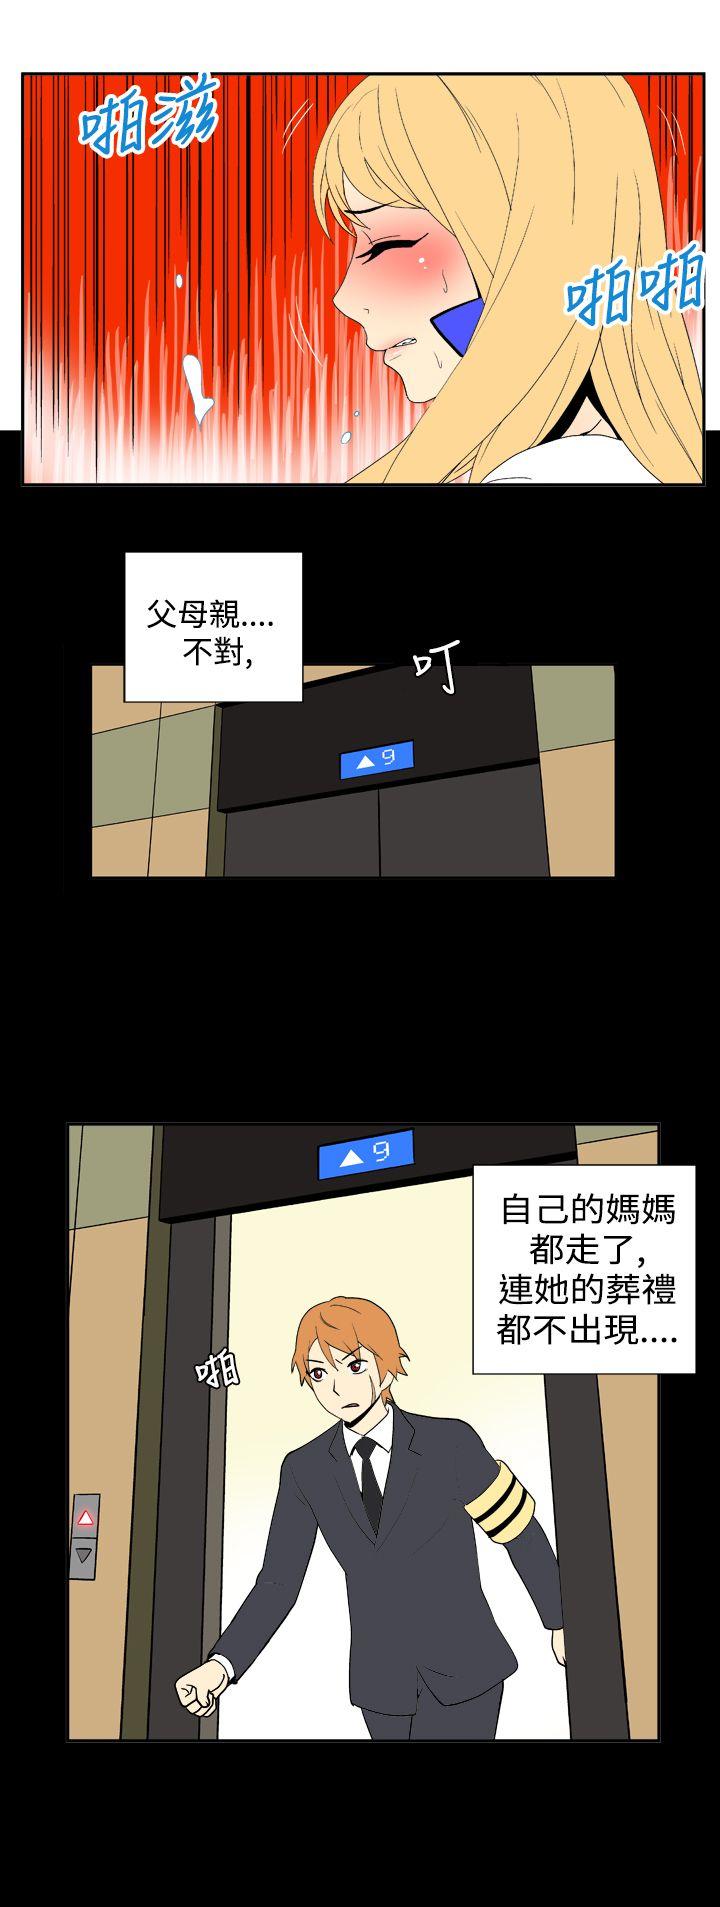 啪滋
啪啪
父母親....
不對,
叮
▲9
▲9
自己的媽媽
都走了,
連她的葬禮
都不出現....
啪